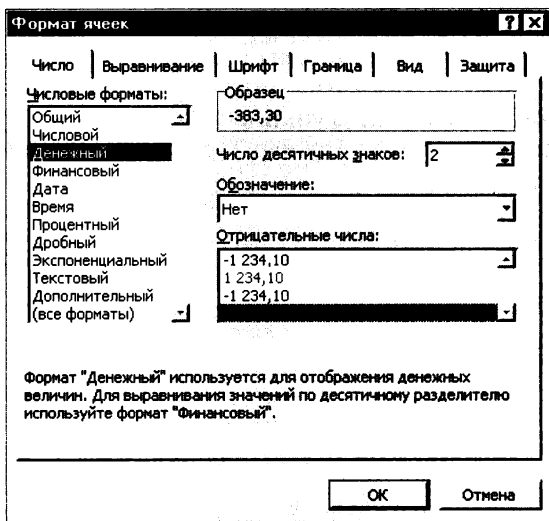 Формат ячеек
Число
Выравнивание
Шрифт
Граница
Вид
Защита
Числовые форматы:
Общий
Числовой
Денежный
Финансовый
Дата
Время
Процентный
Дробный
Экспоненциальный
Текстовый
Дополнительный
(все форматы)
Образец
-383,30
Число десятичных знаков:
2
Обозначение:
Нет
Отрицательные числа:
-1 234,10
1 234,10
-1 234,10
Формат "Денежный" используется для отображения денежных
величин. Для выравнивания значений по десятичному разделителю
используйте формат "Финансовый".
ОК
Отмена